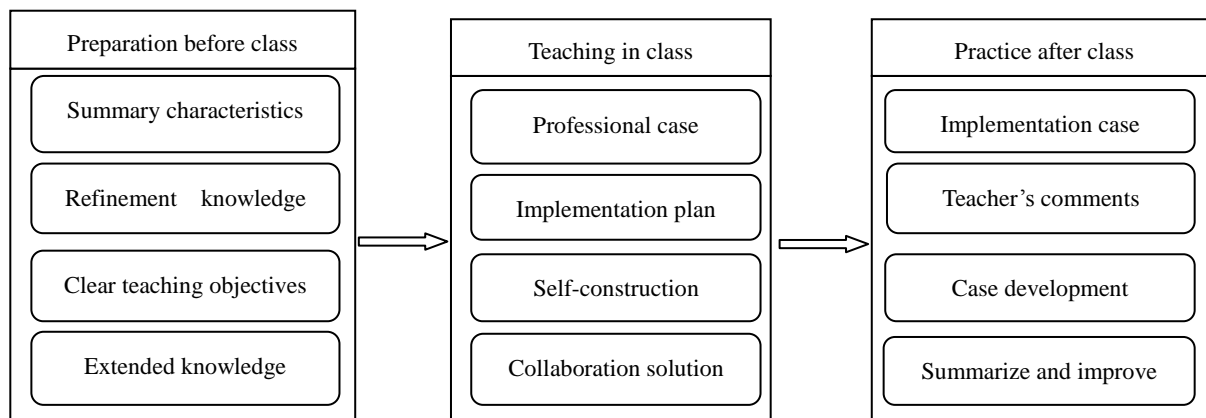 Preparation before class
Summary characteristics
Refinement knowledge
Clear teaching objectives
Extended knowledge
Teaching in class
Professional case
Implementation plan
Self-construction
Collaboration solution
Practice after class
Implementation case
Teacher’s comments
Case development
Summarize and improve